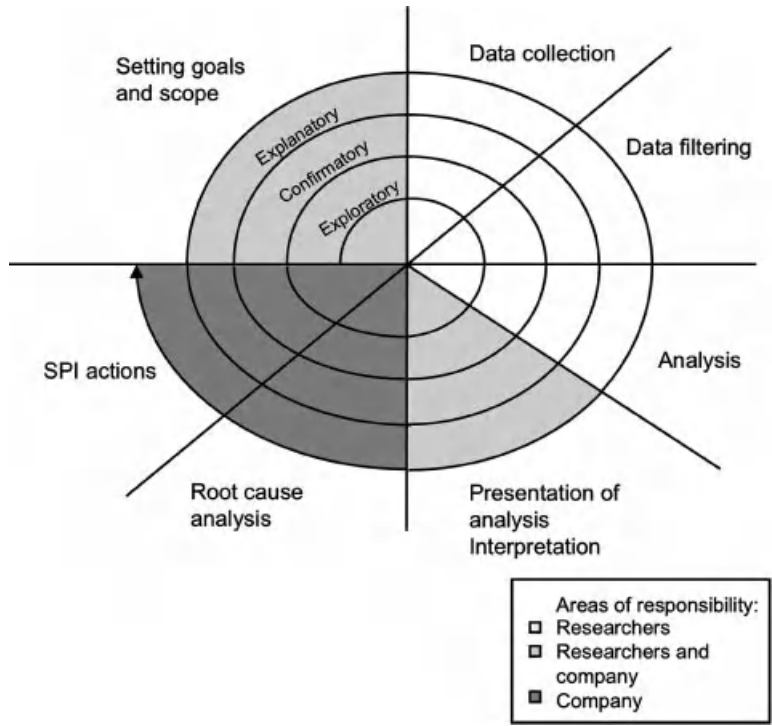 Setting goals
and scope
Data collection
Data filtering
Explanatory
Confirmatory
Exploratory
SPI actions
Analysis
Root cause
analysis
Presentation of
analysis
Interpretation
Areas of responsibility:
Researchers
Researchers and
company
Company